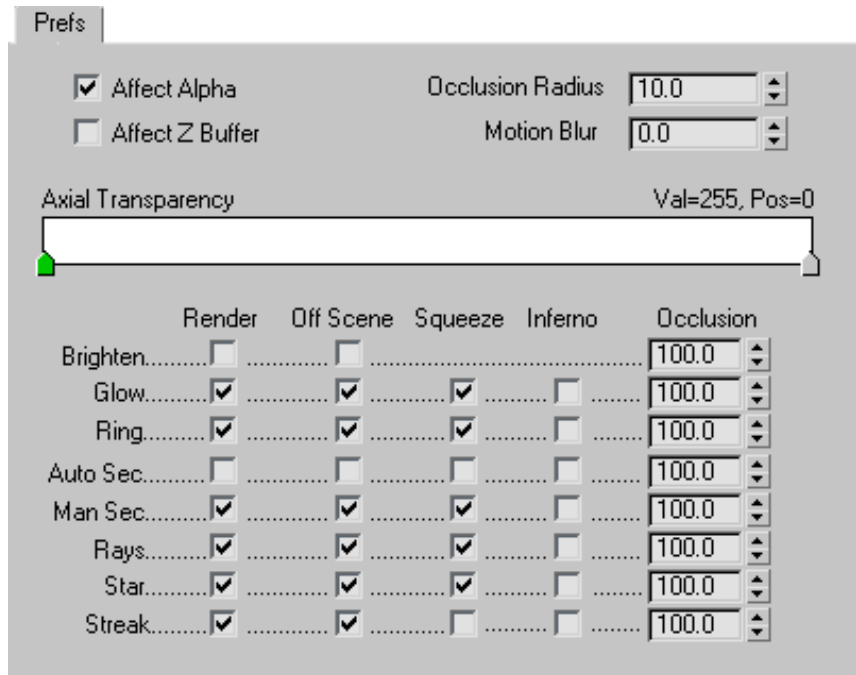 Prefs
Affect Alpha Occlusion Radius 10.0
Affect Z Buffer Motion Blur 0.0
Axial Transparency Val=255, Pos=0
Render Off Scene Squeeze Inferno Occlusion
Brighten......... ............ ................................... 100.0
Glow......... ............ ......... ......... ....... 100.0
Ring......... ............ ......... ......... ....... 100.0
Auto Sec......... ............ ......... ......... ....... 100.0
Man Sec......... ............ ......... ......... ....... 100.0
Rays......... ............ ......... ......... ....... 100.0
Star......... ............ ......... ......... ....... 100.0
Streak......... ............ ......... ......... ....... 100.0